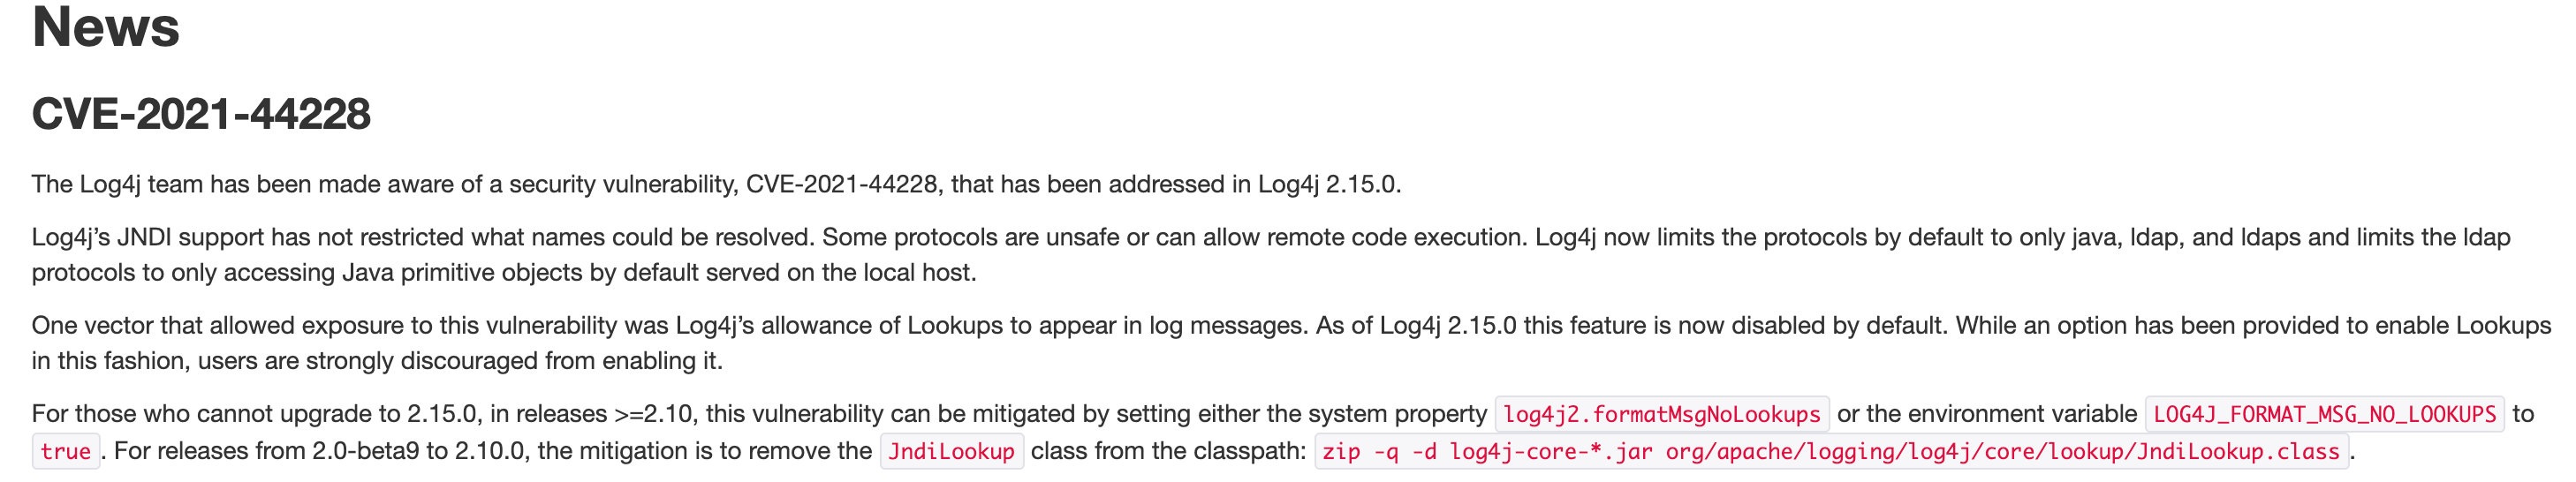 News
CVE-2021-44228
The Log4j team has been made aware of a security vulnerability, CVE-2021-44228, that has been addressed in Log4j 2.15.0.
Log4j’s JNDI support has not restricted what names could be resolved. Some protocols are unsafe or can allow remote code execution. Log4j now limits the protocols by default to only java, ldap, and ldaps and limits the ldap
protocols to only accessing Java primitive objects by default served on the local host.
One vector that allowed exposure to this vulnerability was Log4j’s allowance of Lookups to appear in log messages. As of Log4j 2.15.0 this feature is now disabled by default. While an option has been provided to enable Lookups
in this fashion, users are strongly discouraged from enabling it.
For those who cannot upgrade to 2.15.0, in releases >=2.10, this vulnerability can be mitigated by setting either the system property log4j2.formatMsgNoLookups or the environment variable LOG4J_FORMAT_MSG_NO_LOOKUPS to
true. For releases from 2.0-beta9 to 2.10.0, the mitigation is to remove the JndiLookup class from the classpath: zip -q -d log4j-core-*.jar org/apache/logging/log4j/core/lookup/JndiLookup.class.